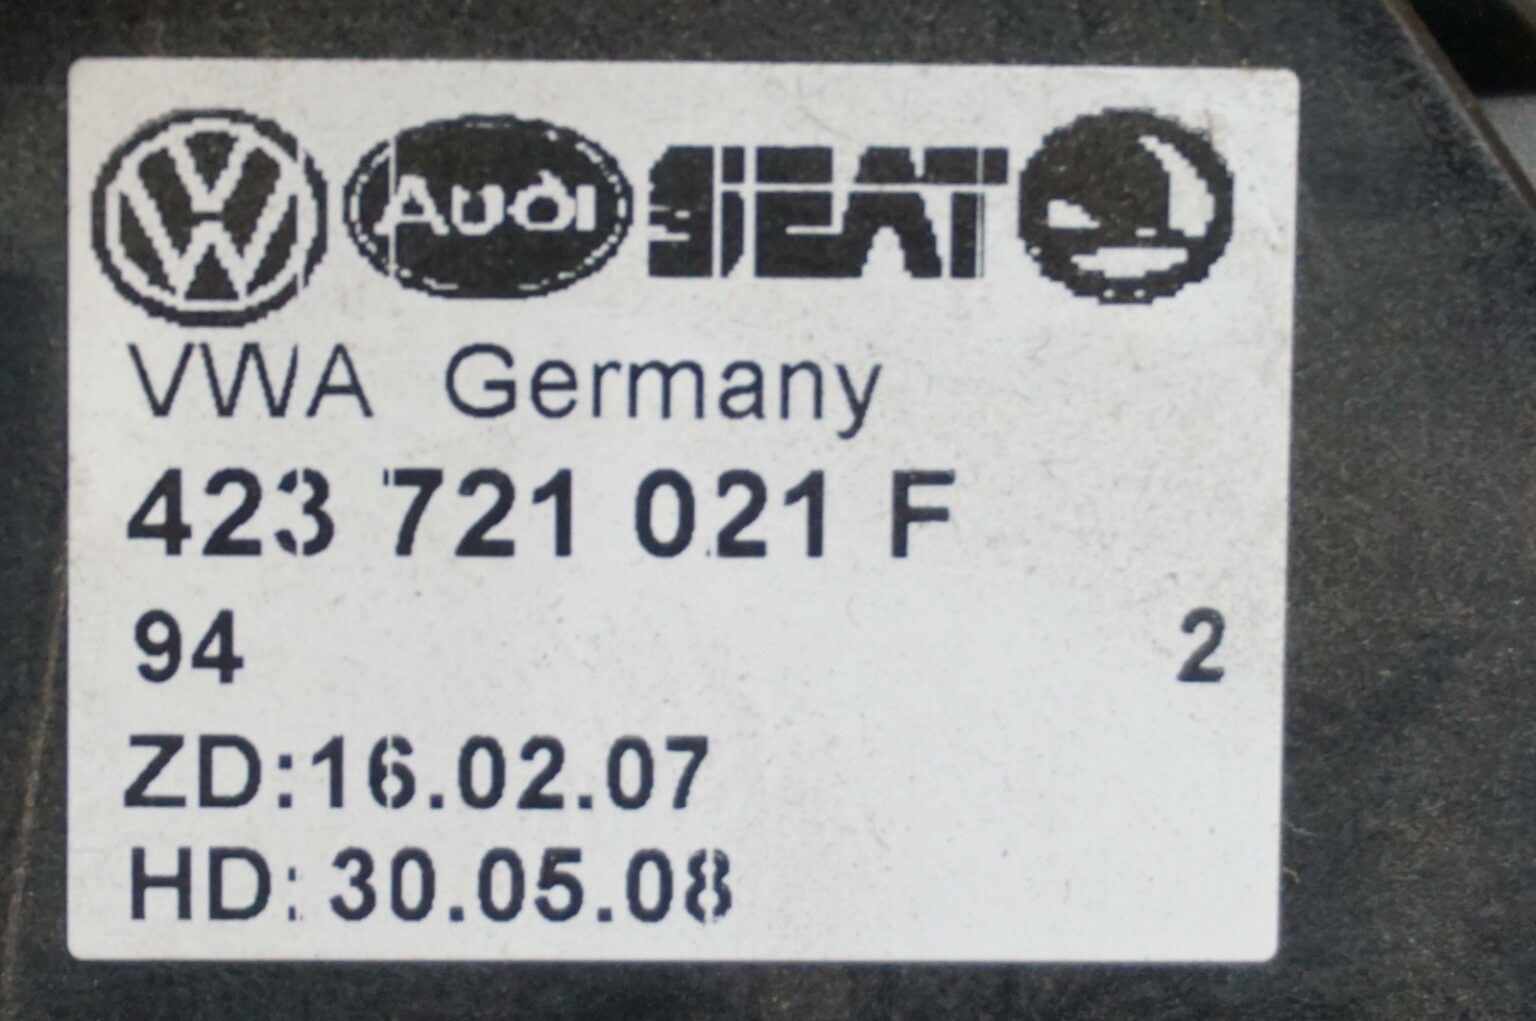 AUDI SEAT
VWA Germany
423 721 021 F
94 2
ZD:16.02.07
HD: 30.05.08